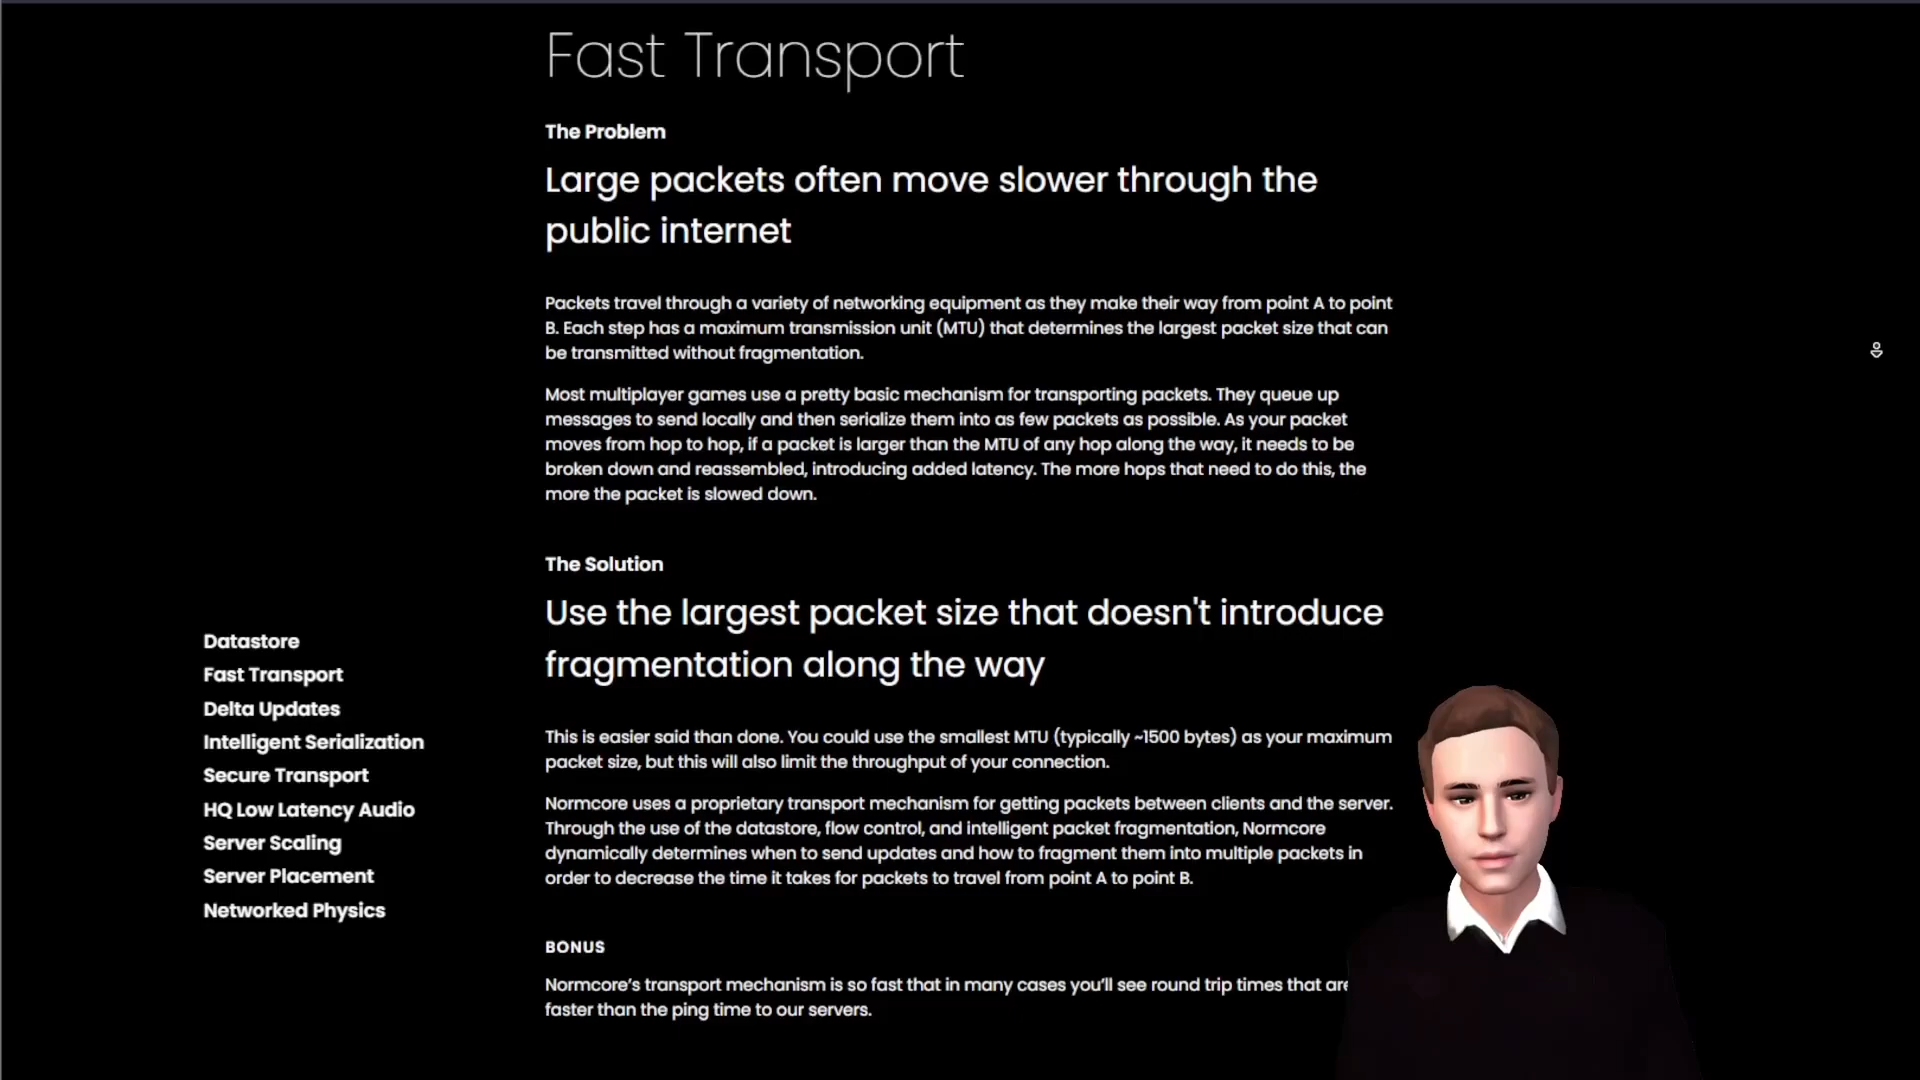 Fast Transport
The Problem
Large packets often move slower through the
public internet
Packets travel through a variety of networking equipment as they make their way from point A to point
B. Each step has a maximum transmission unit (MTU) that determines the largest packet size that can
be transmitted without fragmentation.
Most multiplayer games use a pretty basic mechanism for transporting packets. They queue up
messages to send locally and then serialize them into as few packets as possible. As your packet
moves from hop to hop, if a packet is larger than the MTU of any hop along the way, it needs to be
broken down and reassembled, introducing added latency. The more hops that need to do this, the
more the packet is slowed down.
The Solution
Use the largest packet size that doesn't introduce
fragmentation along the way
Datastore
Fast Transport
Delta Updates
Intelligent Serialization
Secure Transport
HQ Low Latency Audio
Server Scaling
Server Placement
Networked Physics
This is easier said than done. You could use the smallest MTU (typically ~1500 bytes) as your maximum
packet size, but this will also limit the throughput of your connection.
Normcore uses a proprietary transport mechanism for getting packets between clients and the server.
Through the use of the datastore, flow control, and intelligent packet fragmentation, Normcore
dynamically determines when to send updates and how to fragment them into multiple packets in
order to decrease the time it takes for packets to travel from point A to point B.
BONUS
Normcore’s transport mechanism is so fast that in many cases you’ll see round trip times that are
faster than the ping time to our servers.